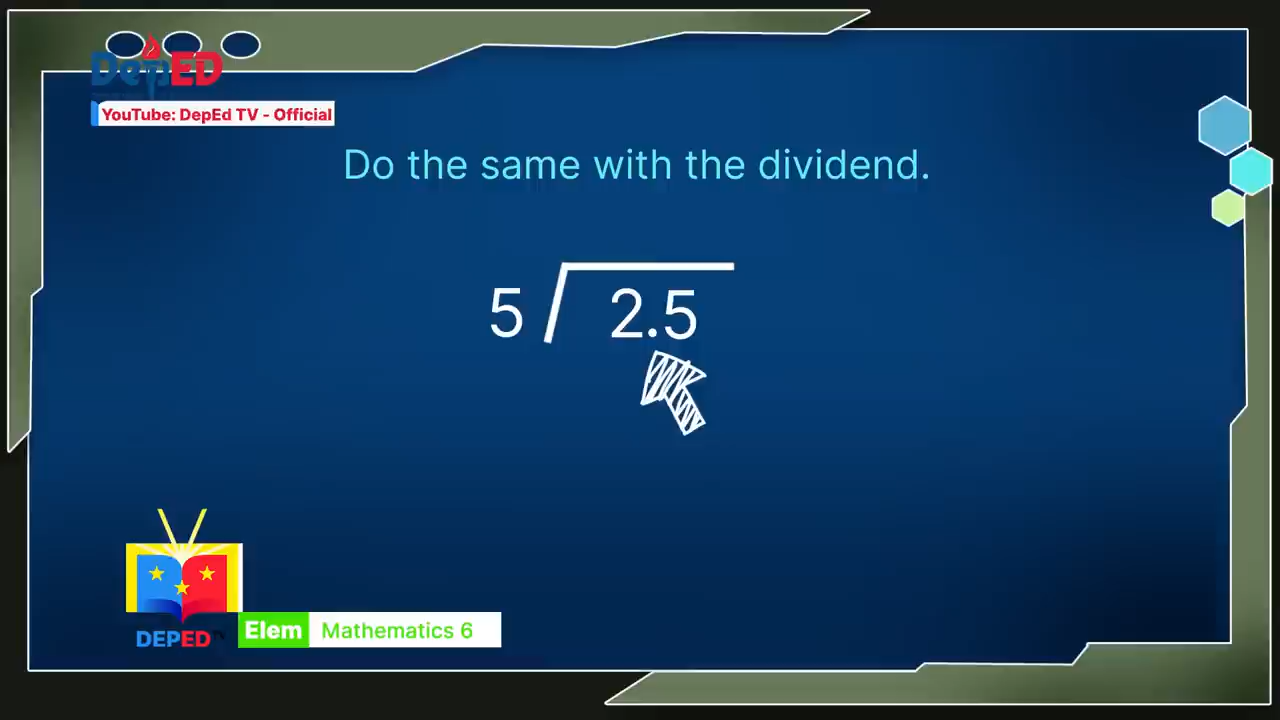 DepED
YouTube: DepEd TV - Official
Do the same with the dividend.
5 2.5
DEPED
Elem Mathematics 6